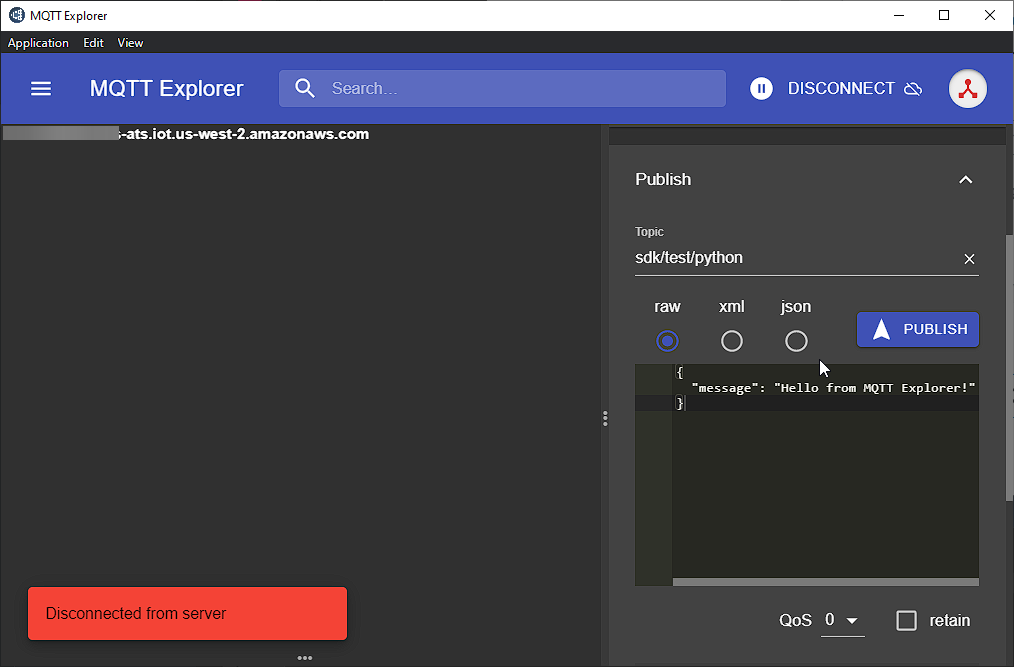 MQTT Explorer
Application Edit View
MQTT Explorer Search... DISCONNECT
-ats.iot.us-west-2.amazonaws.com
Publish
Topic
sdk/test/python
raw xml json
PUBLISH
{
"message": "Hello from MQTT Explorer!"
}
Disconnected from server
QoS 0 retain